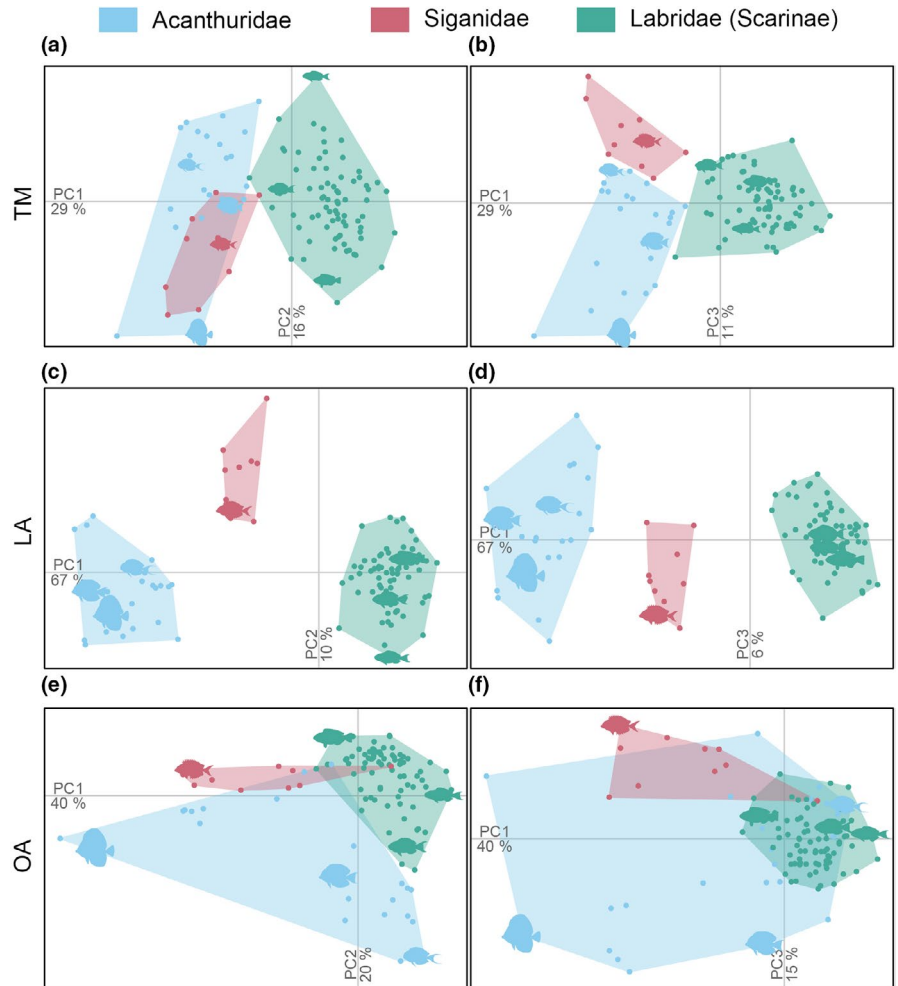 Acanthuridae Siganidae Labridae (Scarinae)
(a) (b)
TM
PC1
29 %
PC2
16 %
PC1
29 %
PC3
11 %
(c) (d)
LA
PC1
67 %
PC2
10 %
PC1
67 %
PC3
6 %
(e) (f)
OA
PC1
40 %
PC2
20 %
PC1
40 %
PC3
15 %